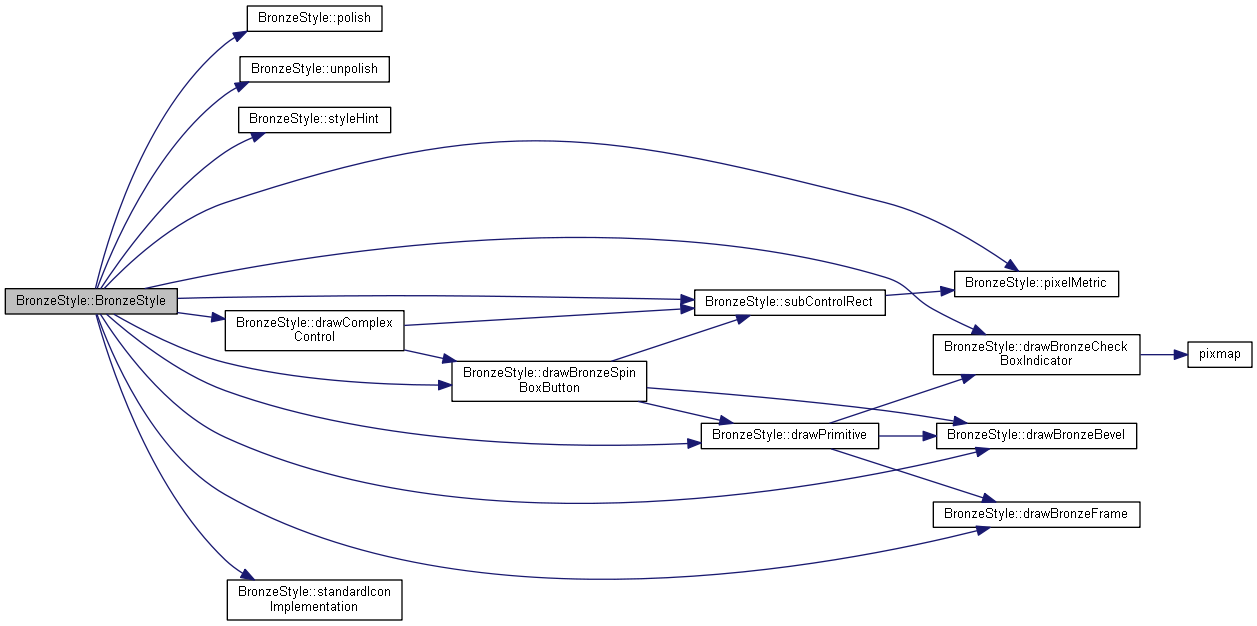 BronzeStyle::polish
BronzeStyle::unpolish
BronzeStyle::styleHint
BronzeStyle::pixelMetric
BronzeStyle::BronzeStyle
BronzeStyle::subControlRect
BronzeStyle::drawComplex
Control
BronzeStyle::drawBronzeCheck
BoxIndicator
pixmap
BronzeStyle::drawBronzeSpin
BoxButton
BronzeStyle::drawPrimitive
BronzeStyle::drawBronzeBevel
BronzeStyle::drawBronzeFrame
BronzeStyle::standardIcon
Implementation